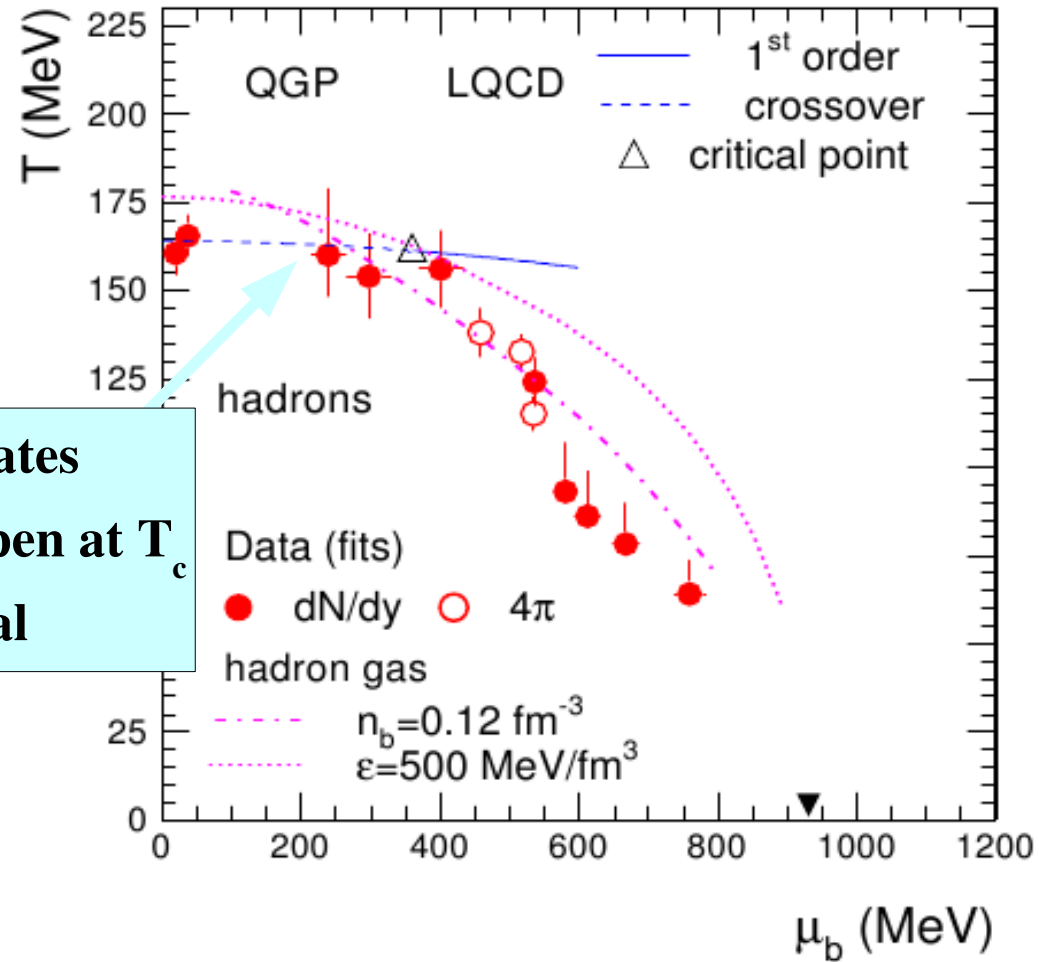 T (MeV)
225
200
175
150
125
25
0
QGP LQCD
1st order
crossover
critical point
hadrons
ates
pen at Tc
al
Data (fits)
dN/dy 4π
hadron gas
nb=0.12 fm-3
ε=500 MeV/fm3
0 200 400 600 800 1000 1200
μb (MeV)